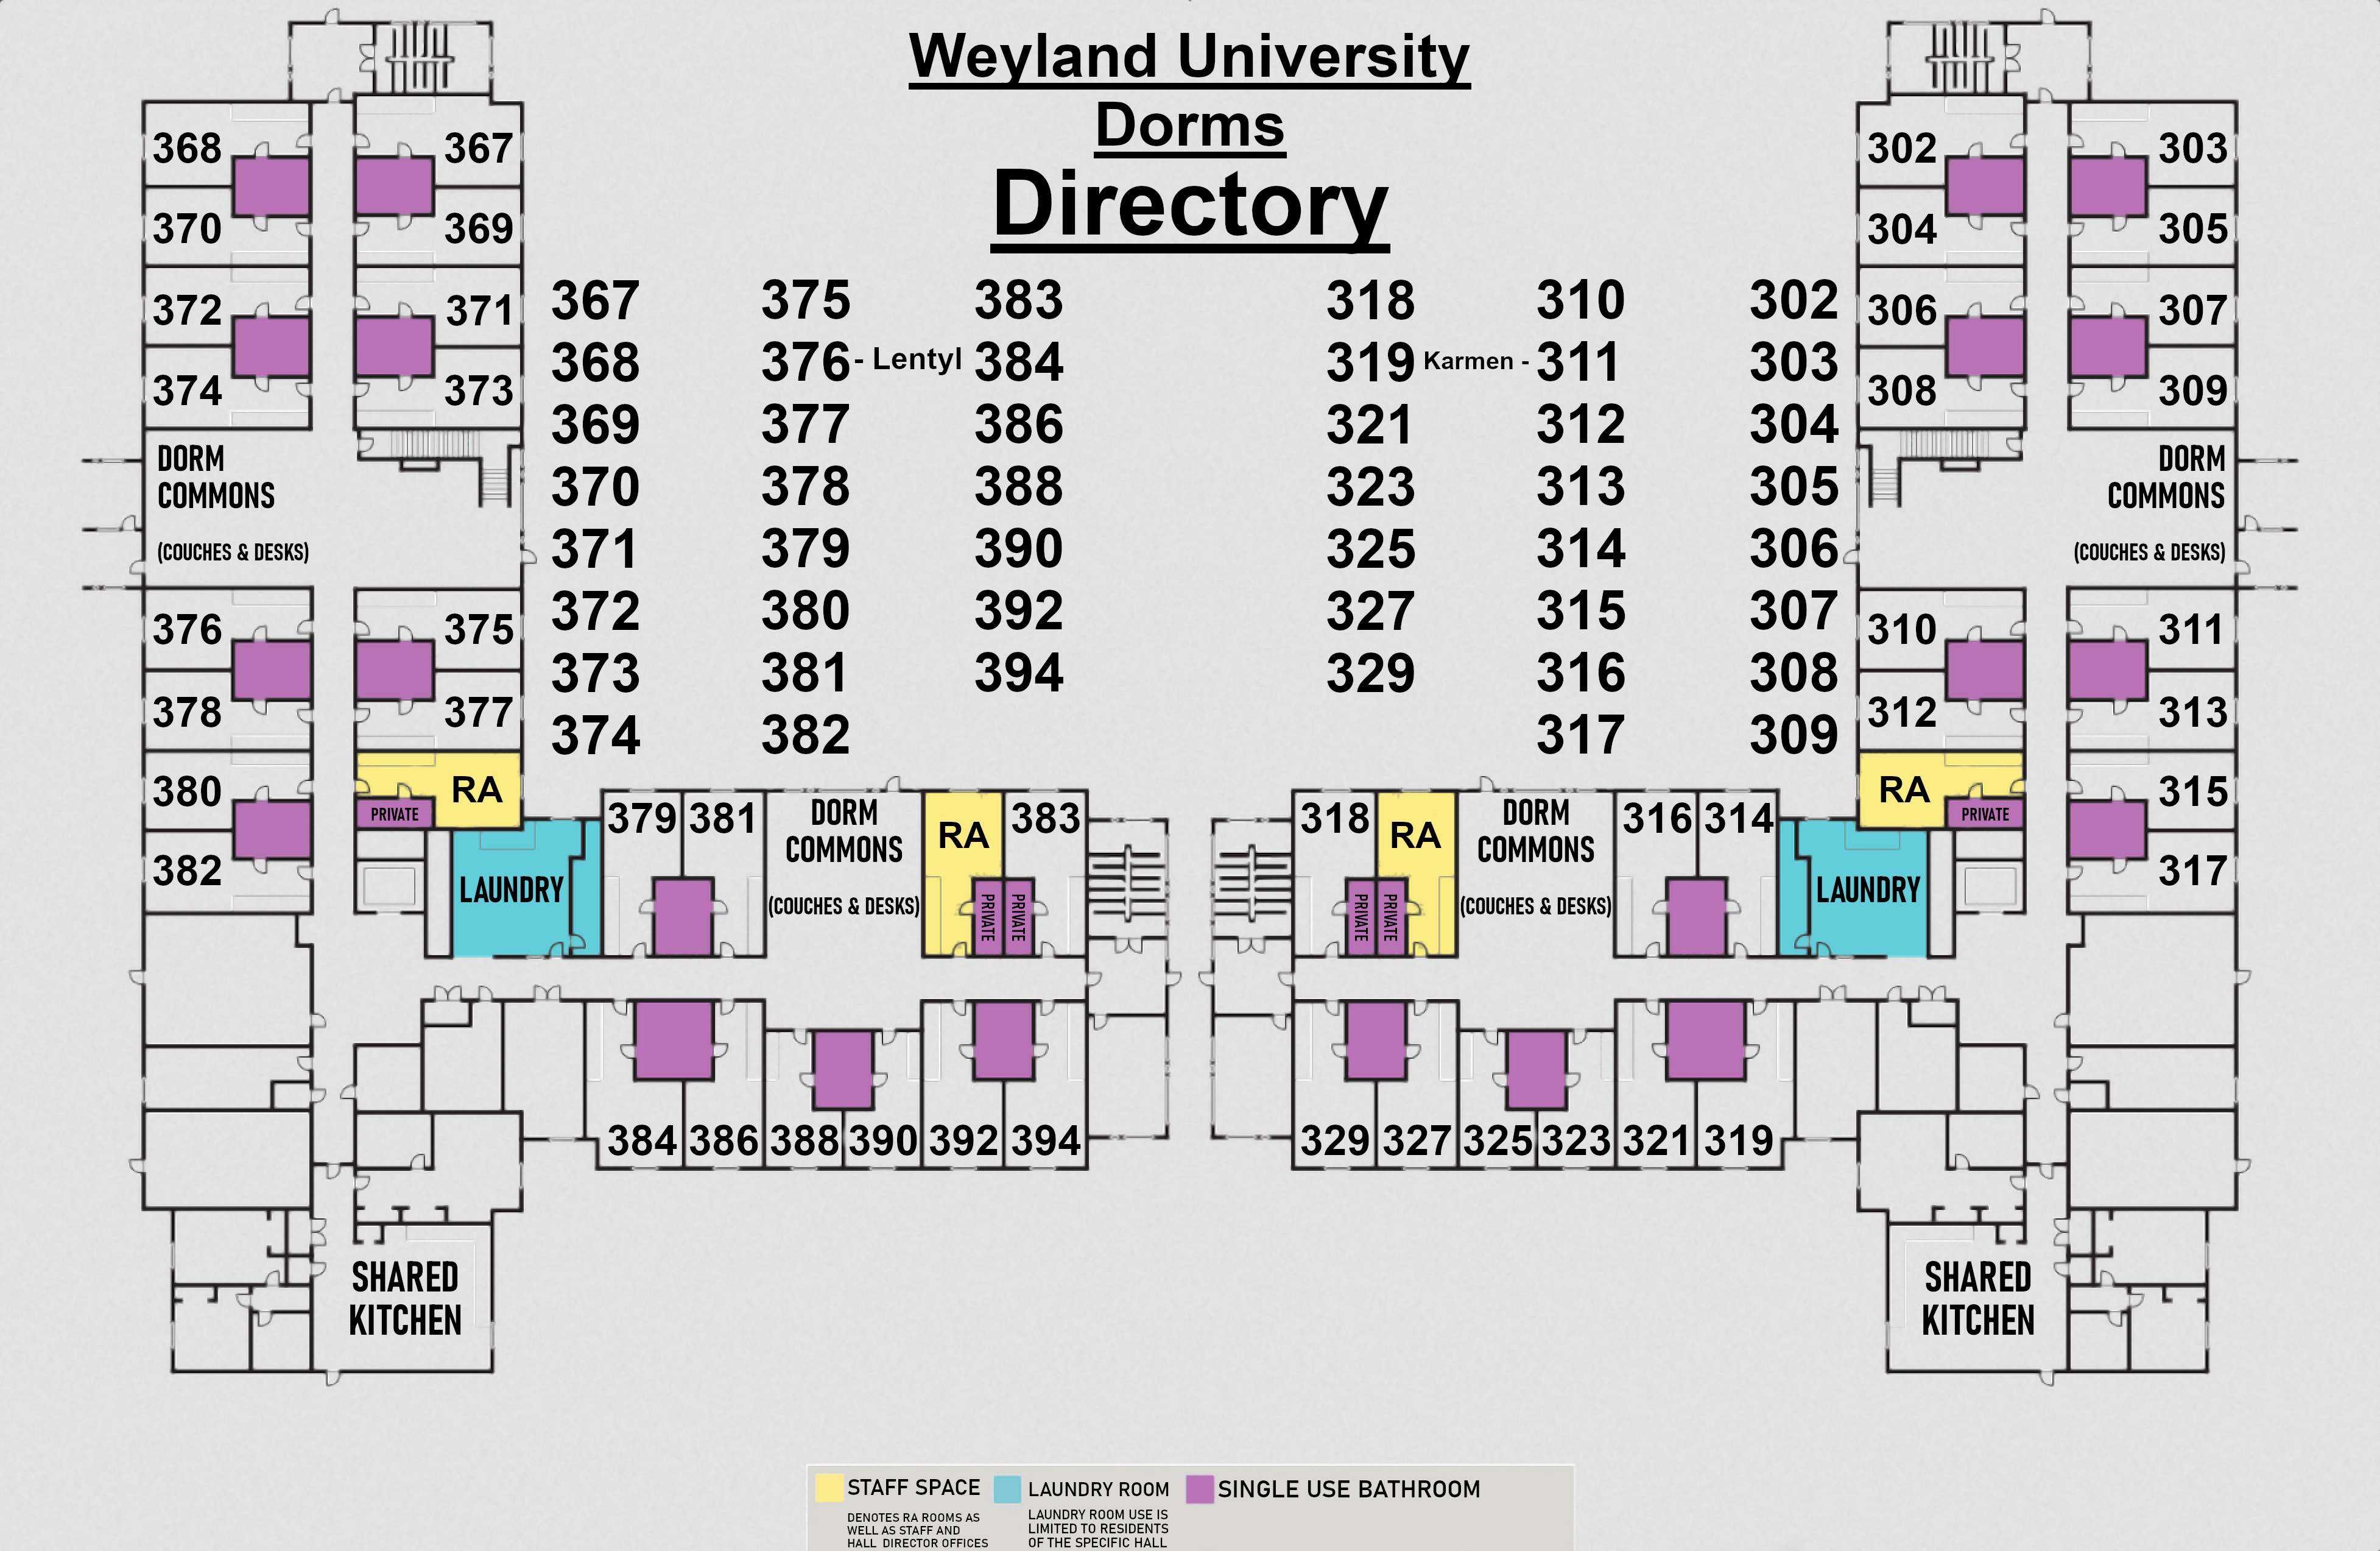 Weyland University
Dorms
Directory
367 375 383 318 310 302
368 376 - Lentyl 384 319 Karmen - 311 303
369 377 386 321 312 304
370 378 388 323 313 305
371 379 390 325 314 306
372 380 392 327 315 307
373 381 394 329 316 308
374 382 317 309
368 367
370 369
372 371
374 373
DORM
COMMONS
(COUCHES & DESKS)
376 375
378 377
380 RA
PRIVATE
382
LAUNDRY
379 381
DORM
COMMONS
(COUCHES & DESKS)
RA 383
PRIVATE PRIVATE
384 386 388 390 392 394
SHARED
KITCHEN
302 303
304 305
306 307
308 309
DORM
COMMONS
(COUCHES & DESKS)
310 311
312 313
RA 315
PRIVATE
317
318 RA
PRIVATE PRIVATE
DORM
COMMONS
(COUCHES & DESKS)
316 314
LAUNDRY
329 327 325 323 321 319
SHARED
KITCHEN
STAFF SPACE
DENOTES RA ROOMS AS
WELL AS STAFF AND
HALL DIRECTOR OFFICES
LAUNDRY ROOM
LAUNDRY ROOM USE IS
LIMITED TO RESIDENTS
OF THE SPECIFIC HALL
SINGLE USE BATHROOM